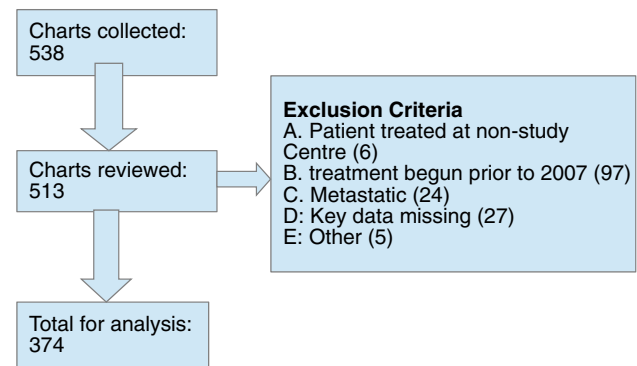 Charts collected:
538
Charts reviewed:
513
Exclusion Criteria
A. Patient treated at non-study
Centre (6)
B. treatment begun prior to 2007 (97)
C. Metastatic (24)
D: Key data missing (27)
E: Other (5)
Total for analysis:
374